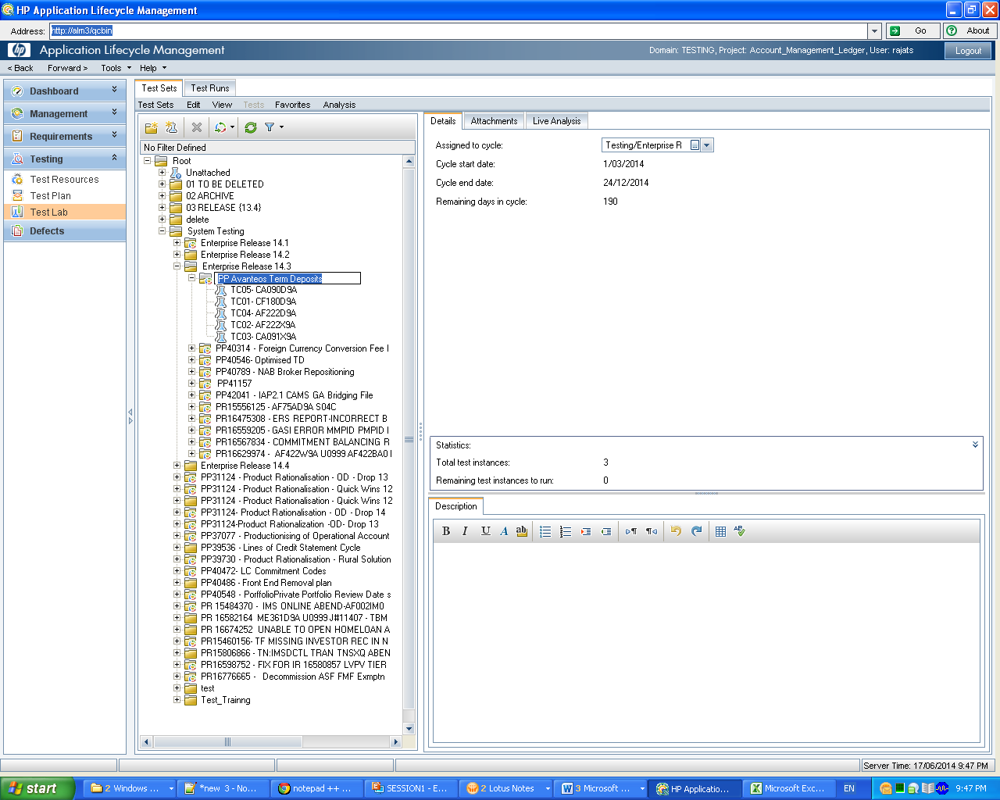 HP Application Lifecycle Management
Address: http://alm3/qcbin Go About
hp Application Lifecycle Management Domain: TESTING, Project: Account_Management_Ledger, User: rajats Logout
< Back Forward > Tools Help
Dashboard
Management
Requirements
Testing
Test Resources
Test Plan
Test Lab
Defects
Test Sets Test Runs
Test Sets Edit View Tests Favorites Analysis
No Filter Defined
Root
Unattached
01 TO BE DELETED
02 ARCHIVE
03 RELEASE {13.4}
delete
System Testing
Enterprise Release 14.1
Enterprise Release 14.2
Enterprise Release 14.3
PP Avanteos Term Deposits
TC05- CA090D9A
TC01- CF180D9A
TC04- AF222D9A
TC02- AF222X9A
TC03- CA091X9A
PP40314 - Foreign Currency Conversion Fee I
PP40546- Optimised TD
PP40789 - NAB Broker Repositioning
PP41157
PP42041 - IAP2.1 CAMS GA Bridging File
PR15556125 - AF75AD9A S04C
PR16475308 - ERS REPORT-INCORRECT B
PR16559205 - GASI ERROR MMPID PMPID I
PR16567834 - COMMITMENT BALANCING R
PR16629974 - AF422W9A U0999 AF422BA0 I
Enterprise Release 14.4
PP31124 - Product Rationalisation - OD - Drop 13
PP31124 - Product Rationalisation - Quick Wins 12
PP31124 - Product Rationalisation - Quick Wins 12
PP31124- Product Rationalisation - OD - Drop 14
PP31124-Product Rationalization -OD- Drop 13
PP37077 - Productionising of Operational Account
PP39536 - Lines of Credit Statement Cycle
PP39730 - Product Rationalisation - Rural Solution
PP40472- LC Commitment Codes
PP40486 - Front End Removal plan
PP40548 - PorffolioPrivate Portfolio Review Date s
PR 15484370 - IMS ONLINE ABEND-AF002IM0
PR 16582164 ME361D9A U0999 J#11407 - TBM
PR 16674252 UNABLE TO OPEN HOMELOAN A
PR15460156- TF MISSING INVESTOR REC IN N
PR15806866 - TN:IMSDCTL TRAN TNSXQ ABEN
PR16598752 - FIX FOR IR 16580857 LVPV TIER
PR16776665 - Decommission ASF FMF Exmptn
test
Test_Trainng
Details Attachments Live Analysis
Assigned to cycle: Testing/Enterprise R ...
Cycle start date: 1/03/2014
Cycle end date: 24/12/2014
Remaining days in cycle: 190
Statistics:
Total test instances: 3
Remaining test instances to run: 0
Description
B I U A ab
Server Time: 17/06/2014 9:47 PM
start 2 Windows ... *new 3 - No... notepad ++ ... SESSION1 - E... 2 Lotus Notes 3 Microsoft ... HP Applicatio... Microsoft Exc... EN 9:47 PM